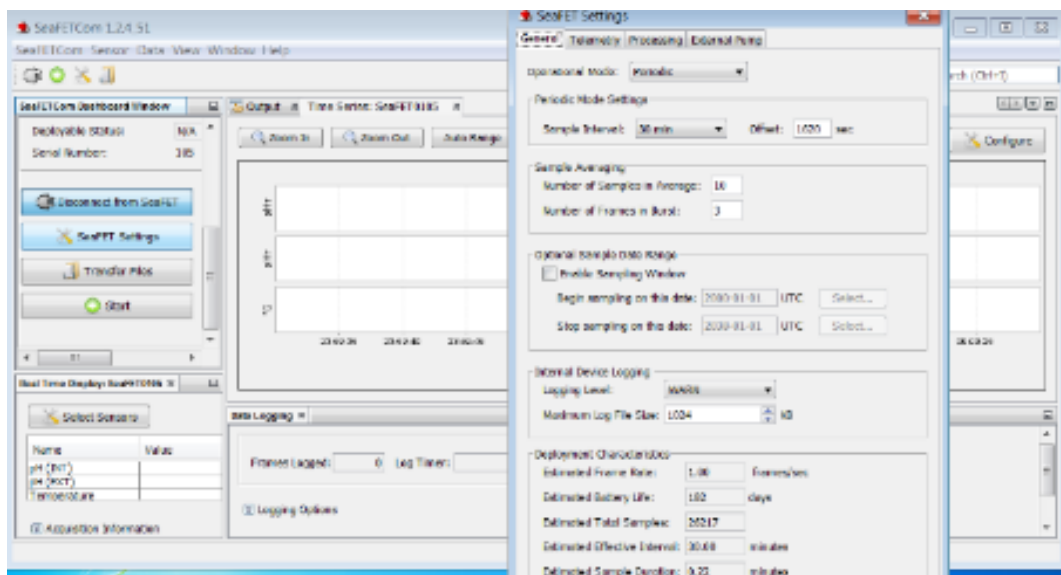 SeaFETCom 1.2.4.51
SeaFETCom Sensor Data View Window Help
SeaFETCom Dashboard Window
Deployable Status: N/A
Serial Number: 105
Disconnect from SeaFET
SeaFET Settings
Transfer Files
Start
Real Time Display: SeaFET0105
Select Sensors
Name Value
pH (INT)
pH (EXT)
Temperature
Acquisition Information
Output Time Series: SeaFET0105
Zoom In Zoom Out Auto Range
Data Logging
Frames Logged: 0 Log Timer:
Logging Options
SeaFET Settings
General Telemetry Processing External Pump
Operational Mode: Periodic
Periodic Mode Settings
Sample Interval: 30 min Offset: 1020 sec
Sample Averaging
Number of Samples in Average: 10
Number of Frames in Burst: 3
Optional Sample Date Range
Enable Sampling Window
Begin sampling on this date: 2000-01-01 UTC Select...
Stop sampling on this date: 2000-01-01 UTC Select...
Internal Device Logging
Logging Level: WARN
Maximum Log File Size: 1024 kB
Deployment Characteristics
Estimated Frame Rate: 1.00 frames/sec
Estimated Battery Life: 182 days
Estimated Total Samples: 26217
Estimated Effective Interval: 30.00 minutes
Estimated Sample Duration: 0.22 minutes
Configure